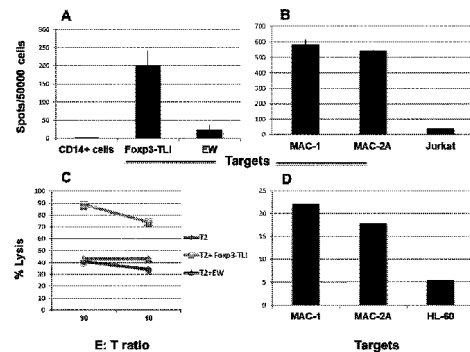 A
300
250
200
150
100
50
0
Spots/50000 cells
CD14+ cells Foxp3-TLI EW
B
700
600
500
400
300
200
100
0
MAC-1 MAC-2A Jurkat
Targets
C
100
90
80
70
60
50
40
30
20
10
0
% Lysis
T2
T2+Foxp3-TLI
T2+EW
E: T ratio
D
25
20
15
10
5
0
MAC-1 MAC-2A HL-60
Targets